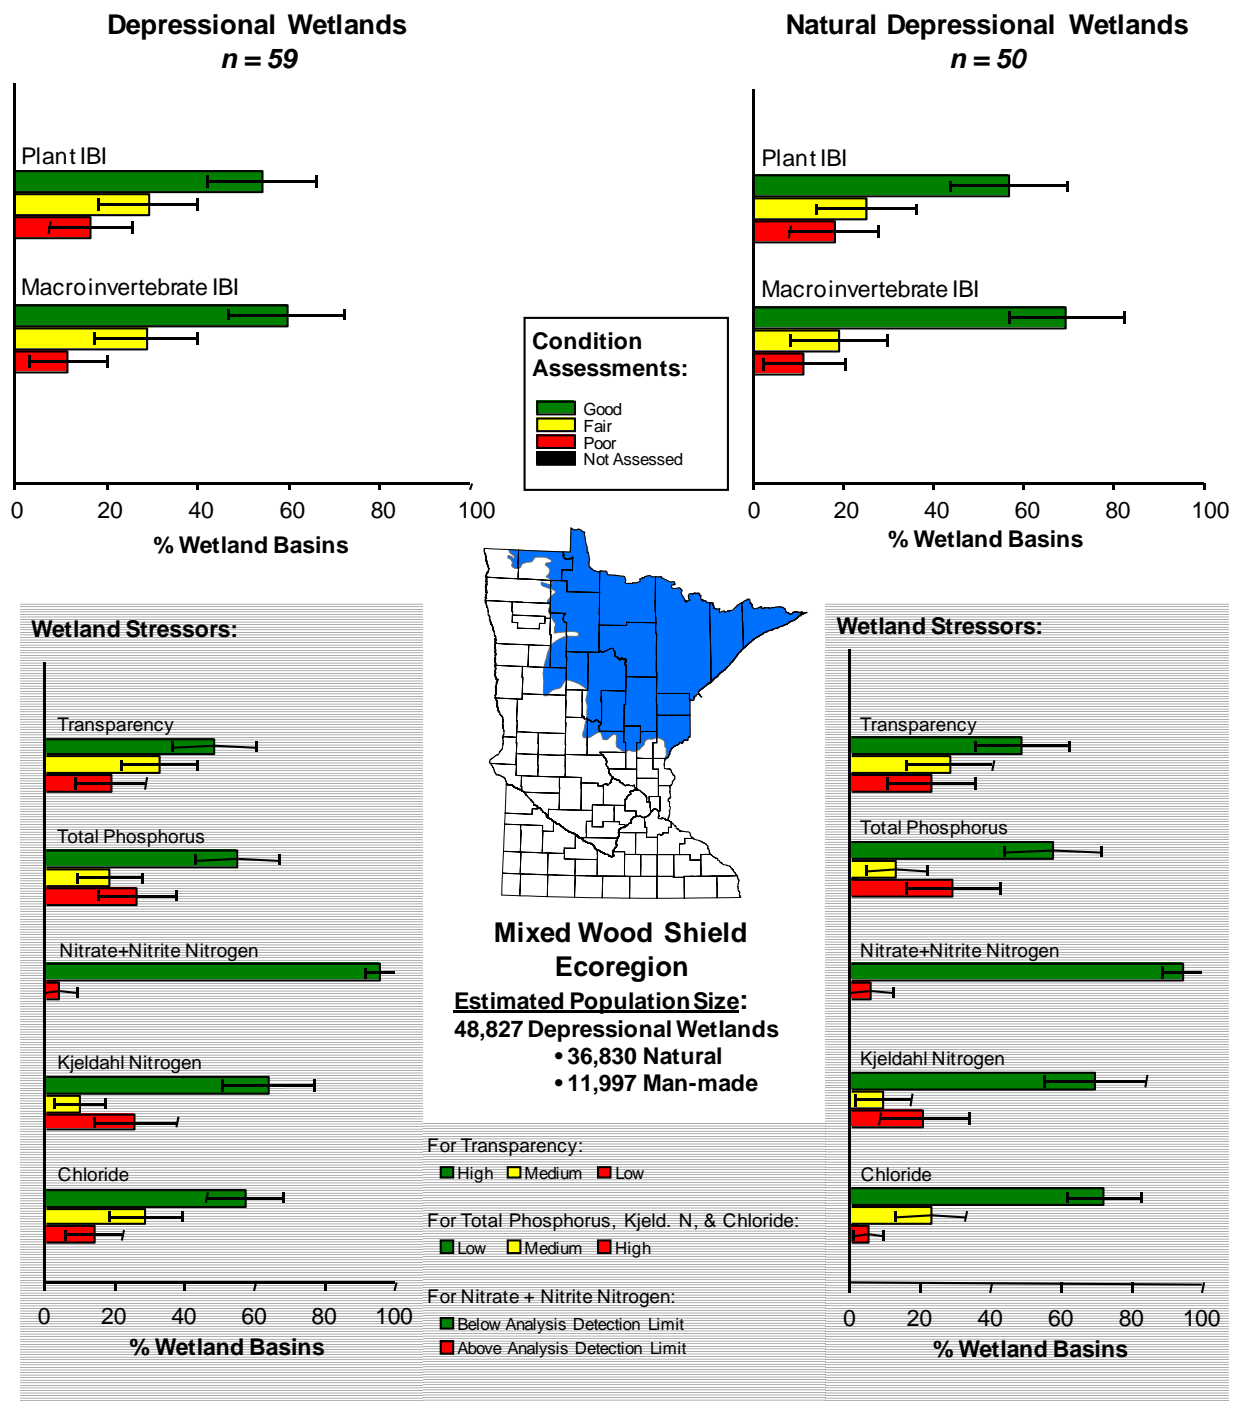 Depressional Wetlands
n = 59
Natural Depressional Wetlands
n = 50
Plant IBI
Macroinvertebrate IBI
0 20 40 60 80 100
% Wetland Basins
Plant IBI
Macroinvertebrate IBI
0 20 40 60 80 100
% Wetland Basins
Condition
Assessments:
Good
Fair
Poor
Not Assessed
Wetland Stressors:
Transparency
Total Phosphorus
Nitrate+Nitrite Nitrogen
Kjeldahl Nitrogen
Chloride
0 20 40 60 80 100
% Wetland Basins
Mixed Wood Shield
Ecoregion
Estimated Population Size:
48,827 Depressional Wetlands
• 36,830 Natural
• 11,997 Man-made
For Transparency:
High Medium Low
For Total Phosphorus, Kjeld. N, & Chloride:
Low Medium High
For Nitrate + Nitrite Nitrogen:
Below Analysis Detection Limit
Above Analysis Detection Limit
Wetland Stressors:
Transparency
Total Phosphorus
Nitrate+Nitrite Nitrogen
Kjeldahl Nitrogen
Chloride
0 20 40 60 80 100
% Wetland Basins